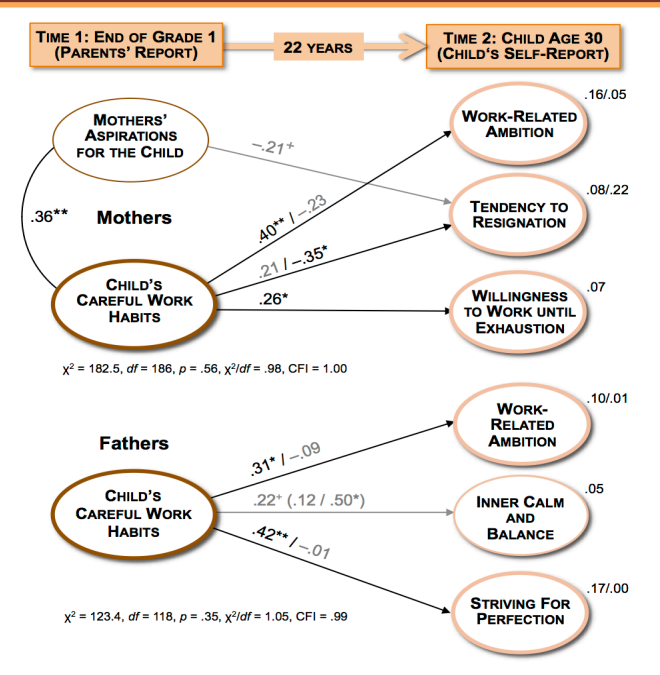 TIME 1: END OF GRADE 1
(PARENTS' REPORT)
22 YEARS
TIME 2: CHILD AGE 30
(CHILD'S SELF-REPORT)
MOTHERS'
ASPIRATIONS
FOR THE CHILD
.36**
Mothers
CHILD'S
CAREFUL WORK
HABITS
–.21+
.40** / –.23
.21 / –.35*
.26*
.16/.05
WORK-RELATED
AMBITION
.08/.22
TENDENCY TO
RESIGNATION
.07
WILLINGNESS
TO WORK UNTIL
EXHAUSTION
χ² = 182.5, df = 186, p = .56, χ²/df = .98, CFI = 1.00
Fathers
CHILD'S
CAREFUL WORK
HABITS
.31* / –.09
.22+ (.12 / .50*)
.42** / –.01
.10/.01
WORK-
RELATED
AMBITION
.05
INNER CALM
AND
BALANCE
.17/.00
STRIVING FOR
PERFECTION
χ² = 123.4, df = 118, p = .35, χ²/df = 1.05, CFI = .99